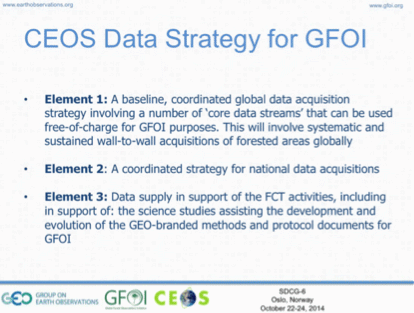 www.earthobservations.org
www.gfoi.org
CEOS Data Strategy for GFOI
• Element 1: A baseline, coordinated global data acquisition
strategy involving a number of 'core data streams' that can be used
free-of-charge for GFOI purposes. This will involve systematic and
sustained wall-to-wall acquisitions of forested areas globally
• Element 2: A coordinated strategy for national data acquisitions
• Element 3: Data supply in support of the FCT activities, including
in support of: the science studies assisting the development and
evolution of the GEO-branded methods and protocol documents for
GFOI
GEO GROUP ON
EARTH OBSERVATIONS
GFOI
CEOS
SDCG-6
Oslo, Norway
October 22-24, 2014